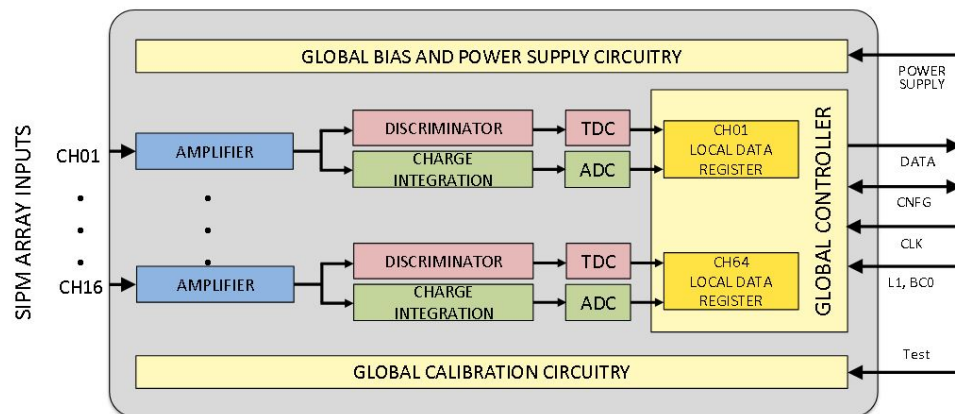 GLOBAL BIAS AND POWER SUPPLY CIRCUITRY
POWER
SUPPLY
SIPM ARRAY INPUTS
CH01
AMPLIFIER
DISCRIMINATOR
TDC
CHARGE
INTEGRATION
ADC
CH01
LOCAL DATA
REGISTER
GLOBAL CONTROLLER
DATA
CNFG
CLK
L1, BC0
CH16
AMPLIFIER
DISCRIMINATOR
TDC
CHARGE
INTEGRATION
ADC
CH64
LOCAL DATA
REGISTER
GLOBAL CALIBRATION CIRCUITRY
Test